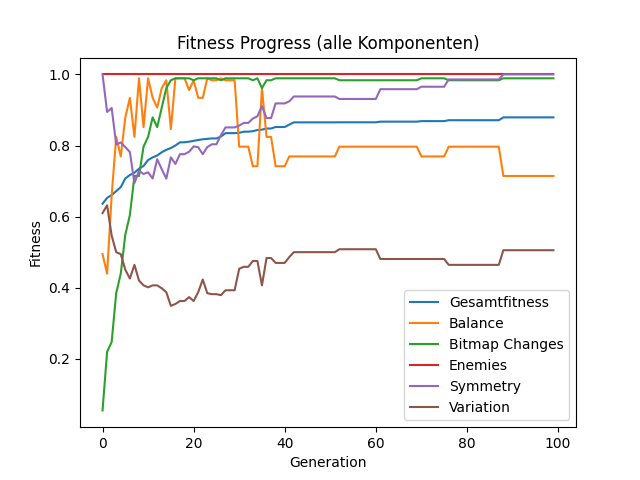 Fitness Progress (alle Komponenten)
Fitness
1.0
0.8
0.6
0.4
0.2
0 20 40 60 80 100
Generation
Gesamtfitness
Balance
Bitmap Changes
Enemies
Symmetry
Variation